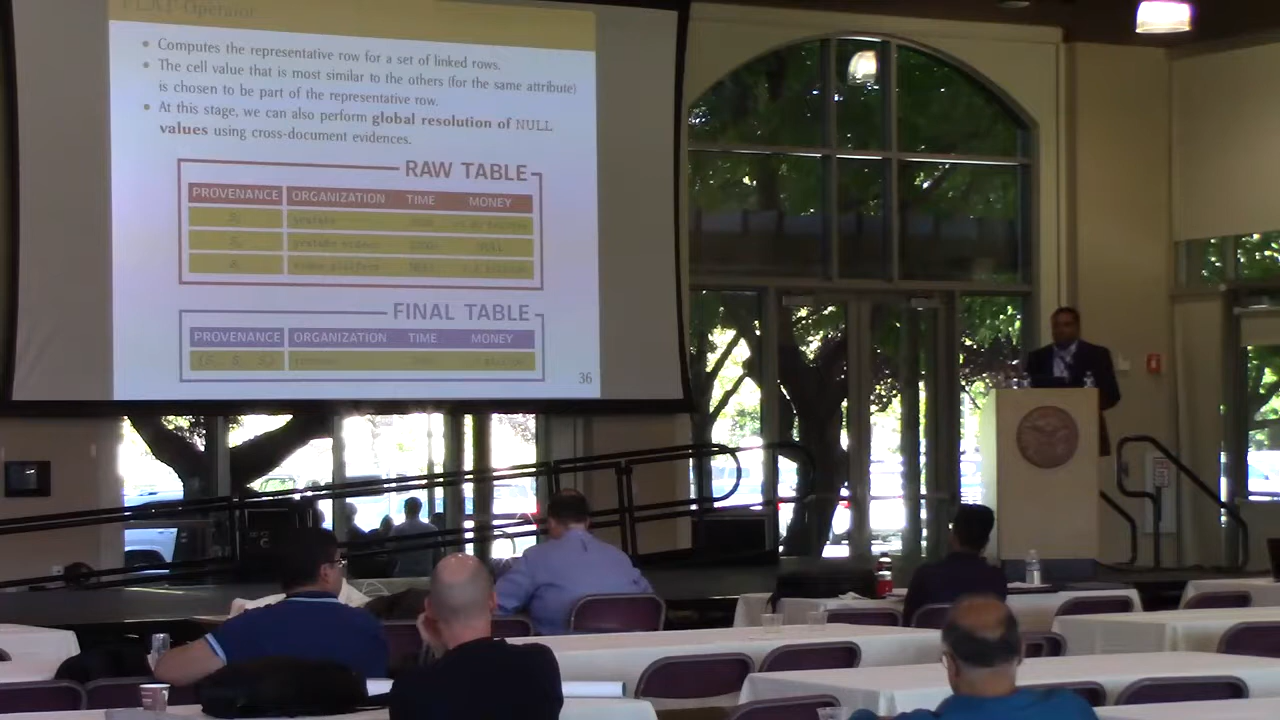 FLAT Operator
• Computes the representative row for a set of linked rows.
• The cell value that is most similar to the others (for the same attribute)
is chosen to be part of the representative row.
• At this stage, we can also perform global resolution of NULL
values using cross-document evidences.
RAW TABLE
PROVENANCE ORGANIZATION TIME MONEY
NULL
FINAL TABLE
PROVENANCE ORGANIZATION TIME MONEY
36